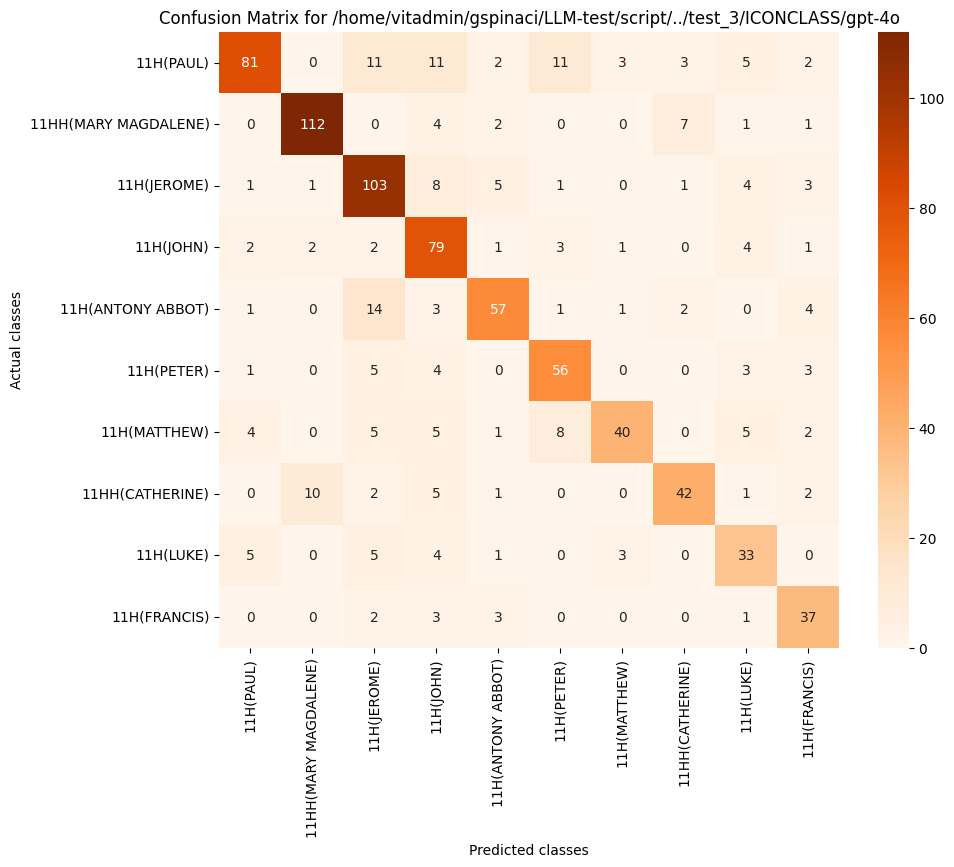 Confusion Matrix for /home/vitadmin/gspinaci/LLM-test/script/../test_3/ICONCLASS/gpt-4o
Actual classes
11H(PAUL) 81 0 11 11 2 11 3 3 5 2
11HH(MARY MAGDALENE) 0 112 0 4 2 0 0 7 1 1
11H(JEROME) 1 1 103 8 5 1 0 1 4 3
11H(JOHN) 2 2 2 79 1 3 1 0 4 1
11H(ANTONY ABBOT) 1 0 14 3 57 1 1 2 0 4
11H(PETER) 1 0 5 4 0 56 0 0 3 3
11H(MATTHEW) 4 0 5 5 1 8 40 0 5 2
11HH(CATHERINE) 0 10 2 5 1 0 0 42 1 2
11H(LUKE) 5 0 5 4 1 0 3 0 33 0
11H(FRANCIS) 0 0 2 3 3 0 0 0 1 37
11H(PAUL)
11HH(MARY MAGDALENE)
11H(JEROME)
11H(JOHN)
11H(ANTONY ABBOT)
11H(PETER)
11H(MATTHEW)
11HH(CATHERINE)
11H(LUKE)
11H(FRANCIS)
Predicted classes
100
80
60
40
20
0